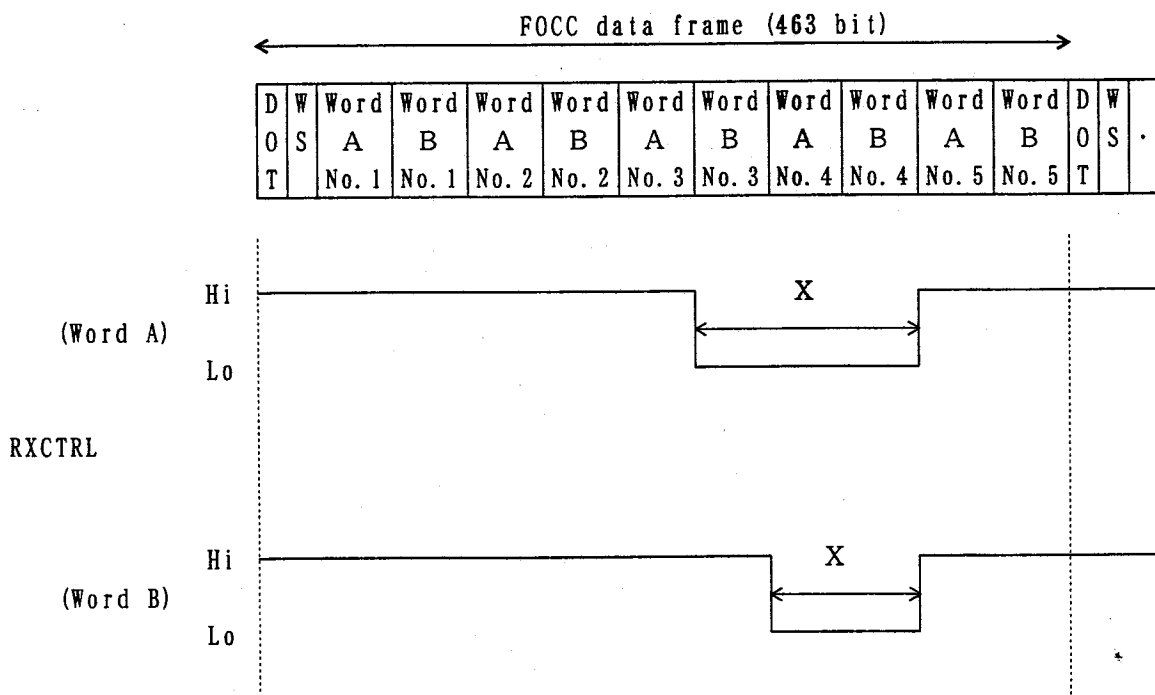 FOCC data frame (463 bit)
D W Word Word Word Word Word Word Word Word Word Word D W
O S A B A B A B A B A B O S .
T No. 1 No. 1 No. 2 No. 2 No. 3 No. 3 No. 4 No. 4 No. 5 No. 5 T
Hi X
(Word A)
Lo
RXCTRL
Hi X
(Word B)
Lo